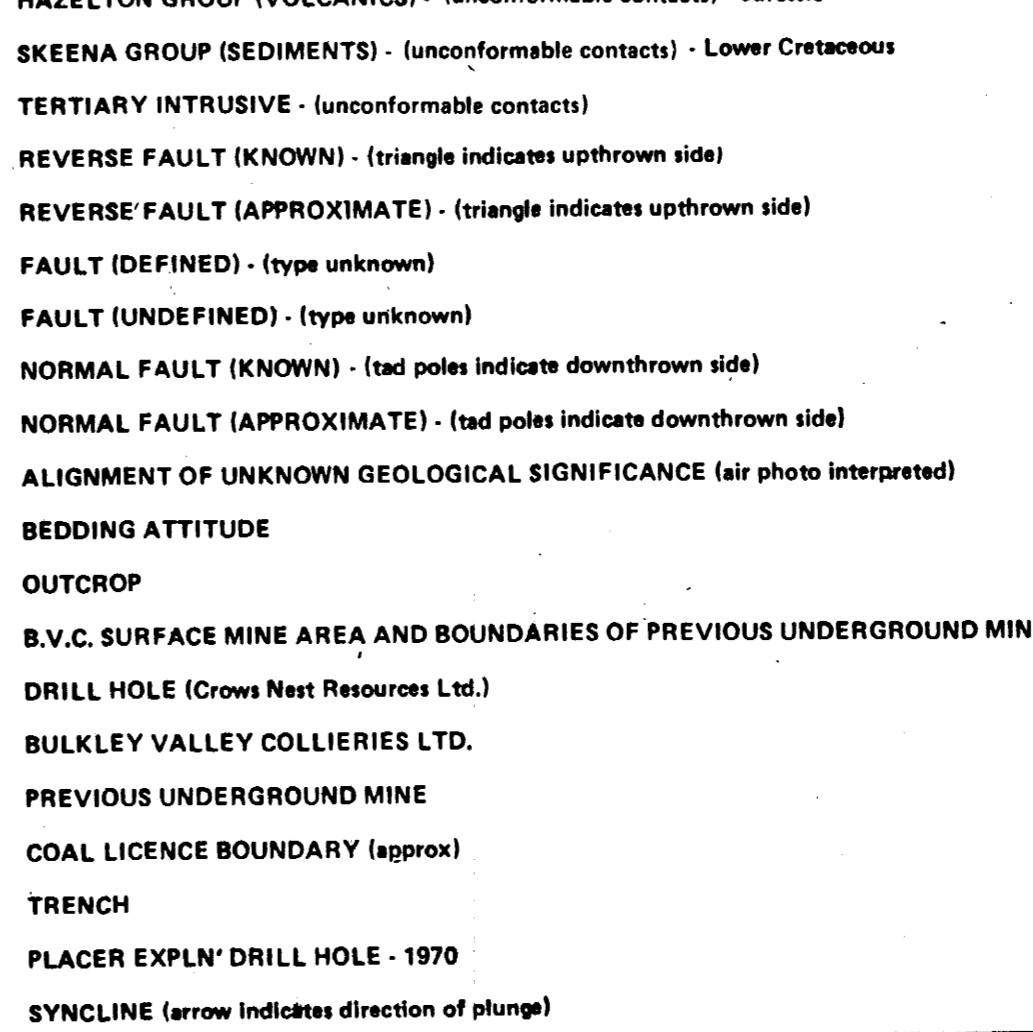 HAZELTON GROUP (VOLCANICS) - (unconformable contacts) -
SKEENA GROUP (SEDIMENTS) - (unconformable contacts) - Lower Cretaceous
TERTIARY INTRUSIVE - (unconformable contacts)
REVERSE FAULT (KNOWN) - (triangle indicates upthrown side)
REVERSE FAULT (APPROXIMATE) - (triangle indicates upthrown side)
FAULT (DEFINED) - (type unknown)
FAULT (UNDEFINED) - (type unknown)
NORMAL FAULT (KNOWN) - (tad poles indicate downthrown side)
NORMAL FAULT (APPROXIMATE) - (tad poles indicate downthrown side)
ALIGNMENT OF UNKNOWN GEOLOGICAL SIGNIFICANCE (air photo interpreted)
BEDDING ATTITUDE
OUTCROP
B.V.C. SURFACE MINE AREA AND BOUNDARIES OF PREVIOUS UNDERGROUND MIN
DRILL HOLE (Crows Nest Resources Ltd.)
BULKLEY VALLEY COLLIERIES LTD.
PREVIOUS UNDERGROUND MINE
COAL LICENCE BOUNDARY (approx)
TRENCH
PLACER EXPLN' DRILL HOLE - 1970
SYNCLINE (arrow indicates direction of plunge)